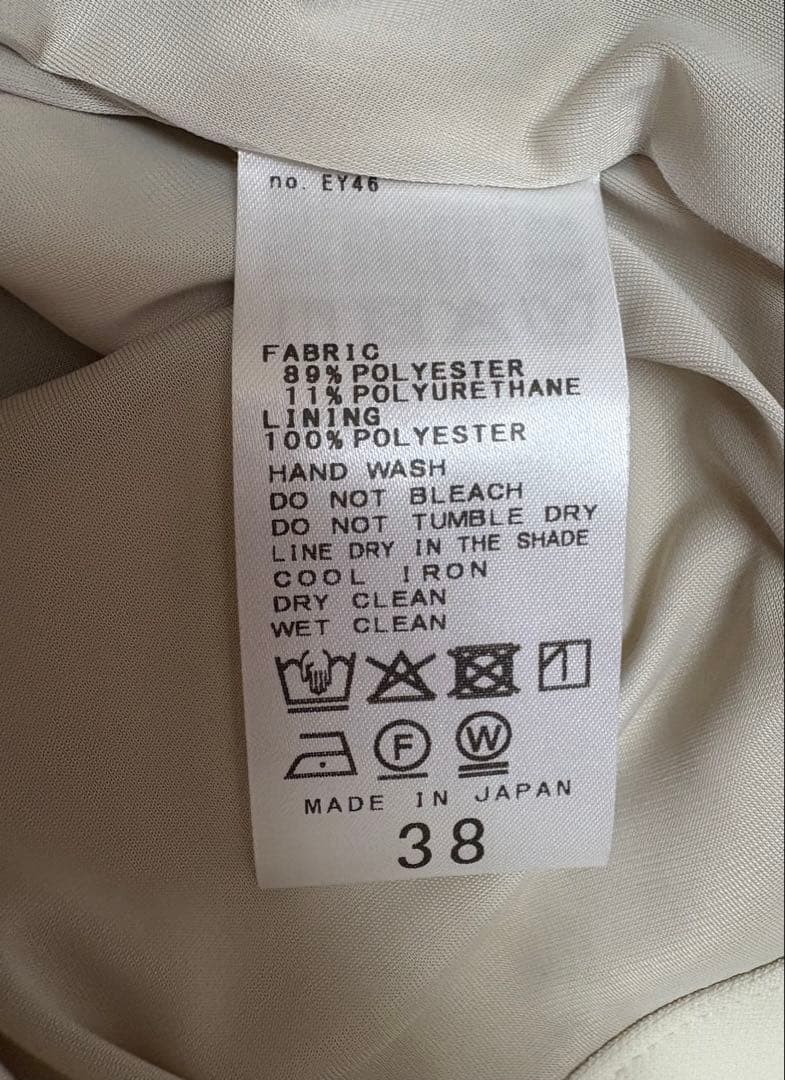 no. EY46
FABRIC
89% POLYESTER
11% POLYURETHANE
LINING
100% POLYESTER
HAND WASH
DO NOT BLEACH
DO NOT TUMBLE DRY
LINE DRY IN THE SHADE
COOL IRON
DRY CLEAN
WET CLEAN
F W
MADE IN JAPAN
38